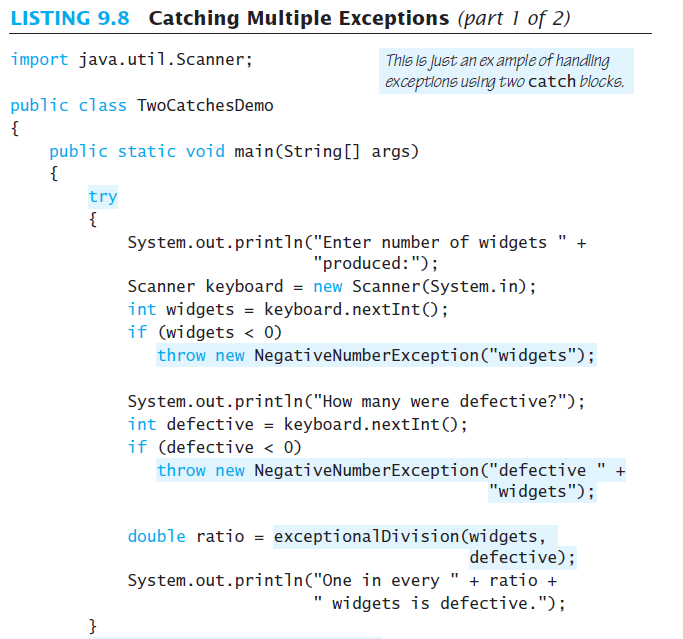 LISTING 9.8 Catching Multiple Exceptions (part 1 of 2)
import java.util.Scanner;
This is just an example of handling
exceptions using two catch blocks.
public class TwoCatchesDemo
{
public static void main(String[] args)
{
try
{
System.out.println("Enter number of widgets " +
"produced:");
Scanner keyboard = new Scanner(System.in);
int widgets = keyboard.nextInt();
if (widgets < 0)
throw new NegativeNumberException("widgets");
System.out.println("How many were defective?");
int defective = keyboard.nextInt();
if (defective < 0)
throw new NegativeNumberException("defective " +
"widgets");
double ratio = exceptionalDivision(widgets,
defective);
System.out.println("One in every " + ratio +
" widgets is defective.");
}